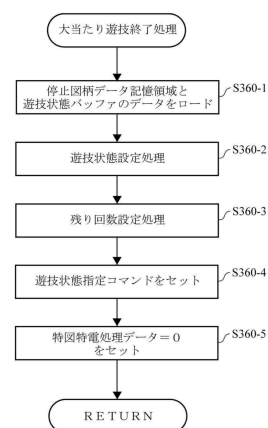 大当たり遊技終了処理
S360-1
停止図柄データ記憶領域と
遊技状態バッファのデータをロード
S360-2
遊技状態設定処理
S360-3
残り回数設定処理
S360-4
遊技状態指定コマンドをセット
S360-5
特図特電処理データ=0
をセット
RETURN